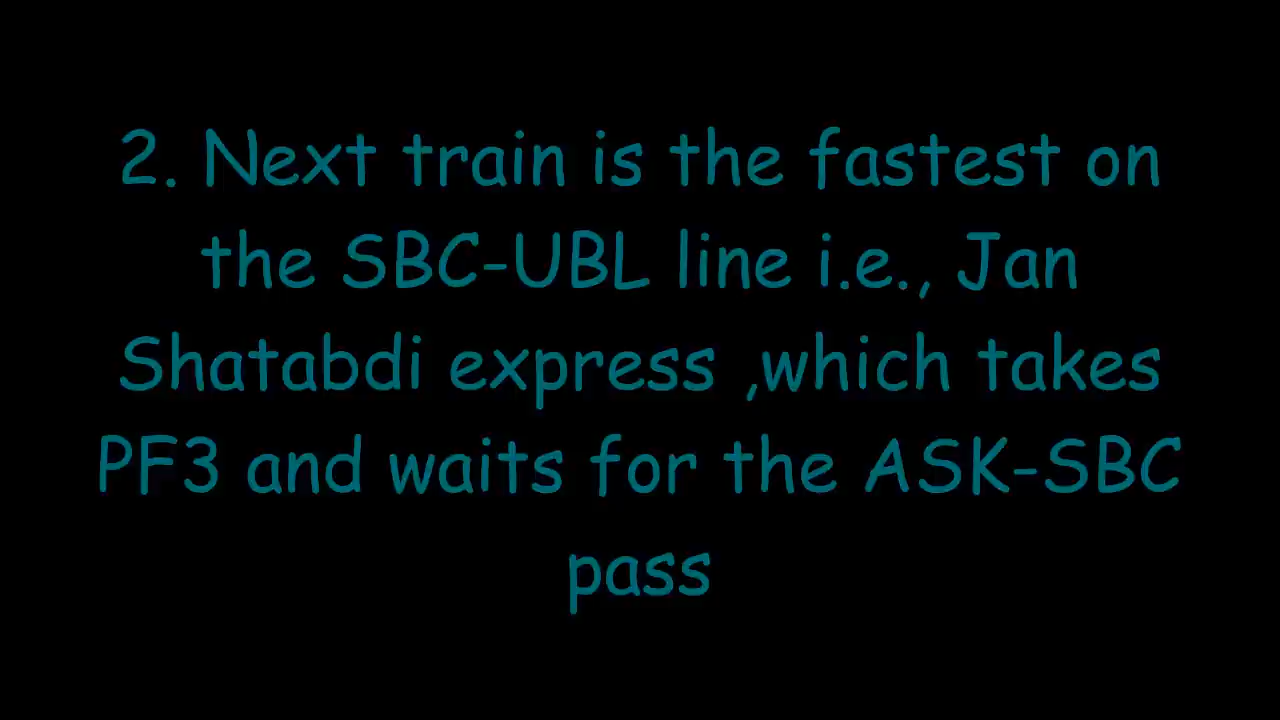 2. Next train is the fastest on
the SBC-UBL line i.e., Jan
Shatabdi express ,which takes
PF3 and waits for the ASK-SBC
pass